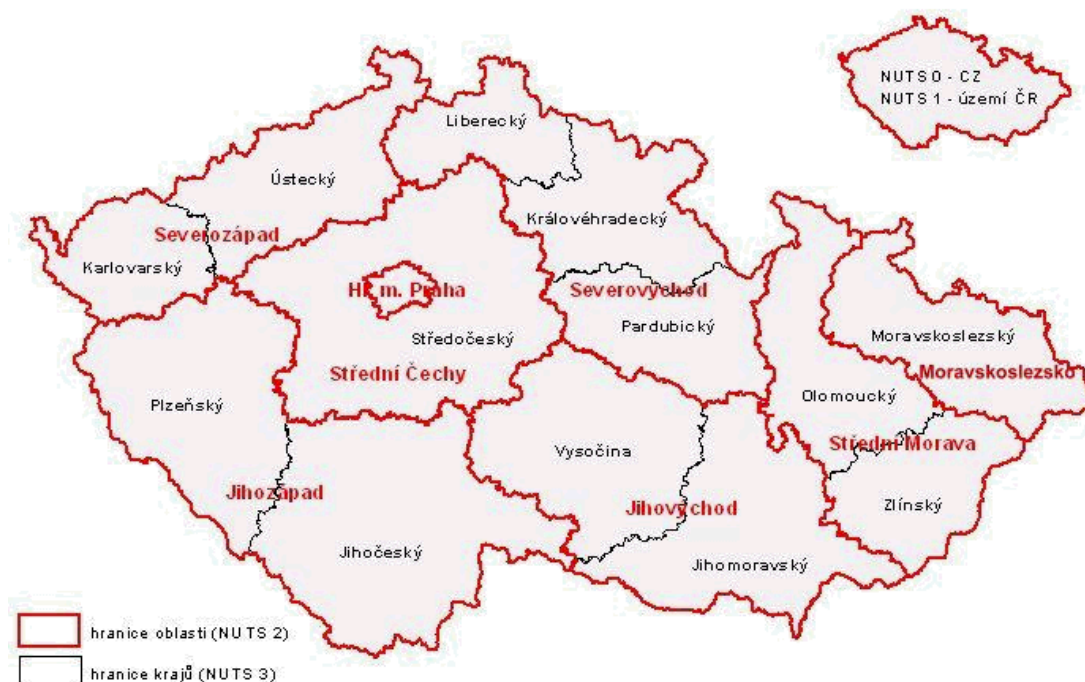 NUTS 0 - CZ
NUTS 1 - území ČR
Liberecký
Ústecký
Královéhradecký
Severozápad
Karlovarský
Hl. m. Praha
Severovýchod
Pardubický
Středočeský
Moravskoslezský
Střední Čechy
Moravskoslezsko
Plzeňský
Olomoucký
Vysočina
Střední Morava
Jihozápad
Jihovýchod
Zlínský
Jihočeský
Jihomoravský
hranice oblastí (NUTS 2)
hranice krajů (NUTS 3)